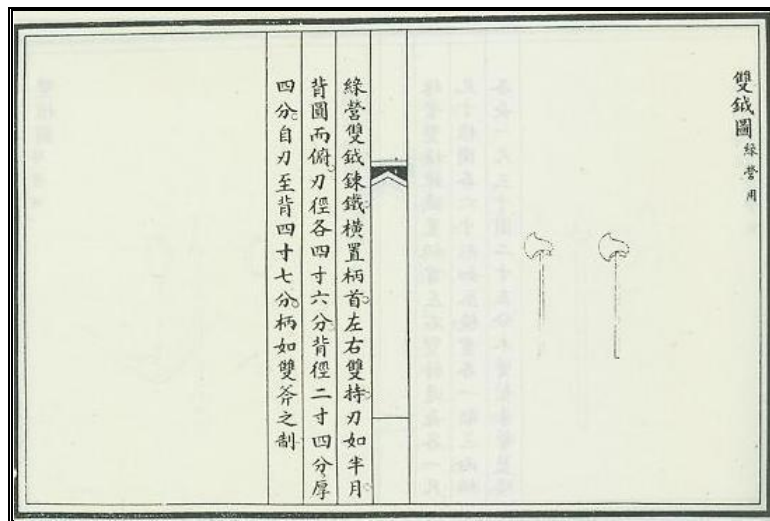 雙鉞圖 綠營用
綠營雙鉞鍊鐵橫置柄首左右雙持刃如半月
背圓而俯刃徑各四寸六分背徑二寸四分厚
四分自刃至背四寸七分柄如雙斧之制